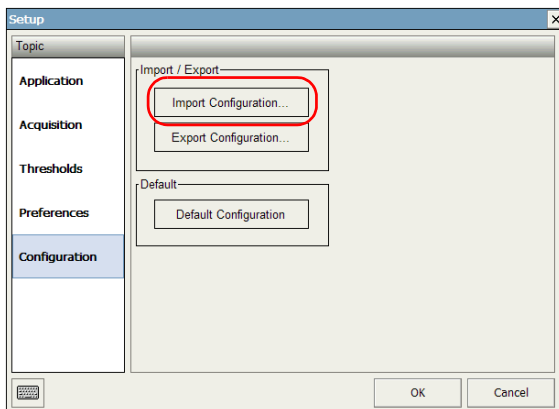 Setup
Topic
Application
Acquisition
Thresholds
Preferences
Configuration
Import / Export
Import Configuration...
Export Configuration...
Default
Default Configuration
OK
Cancel